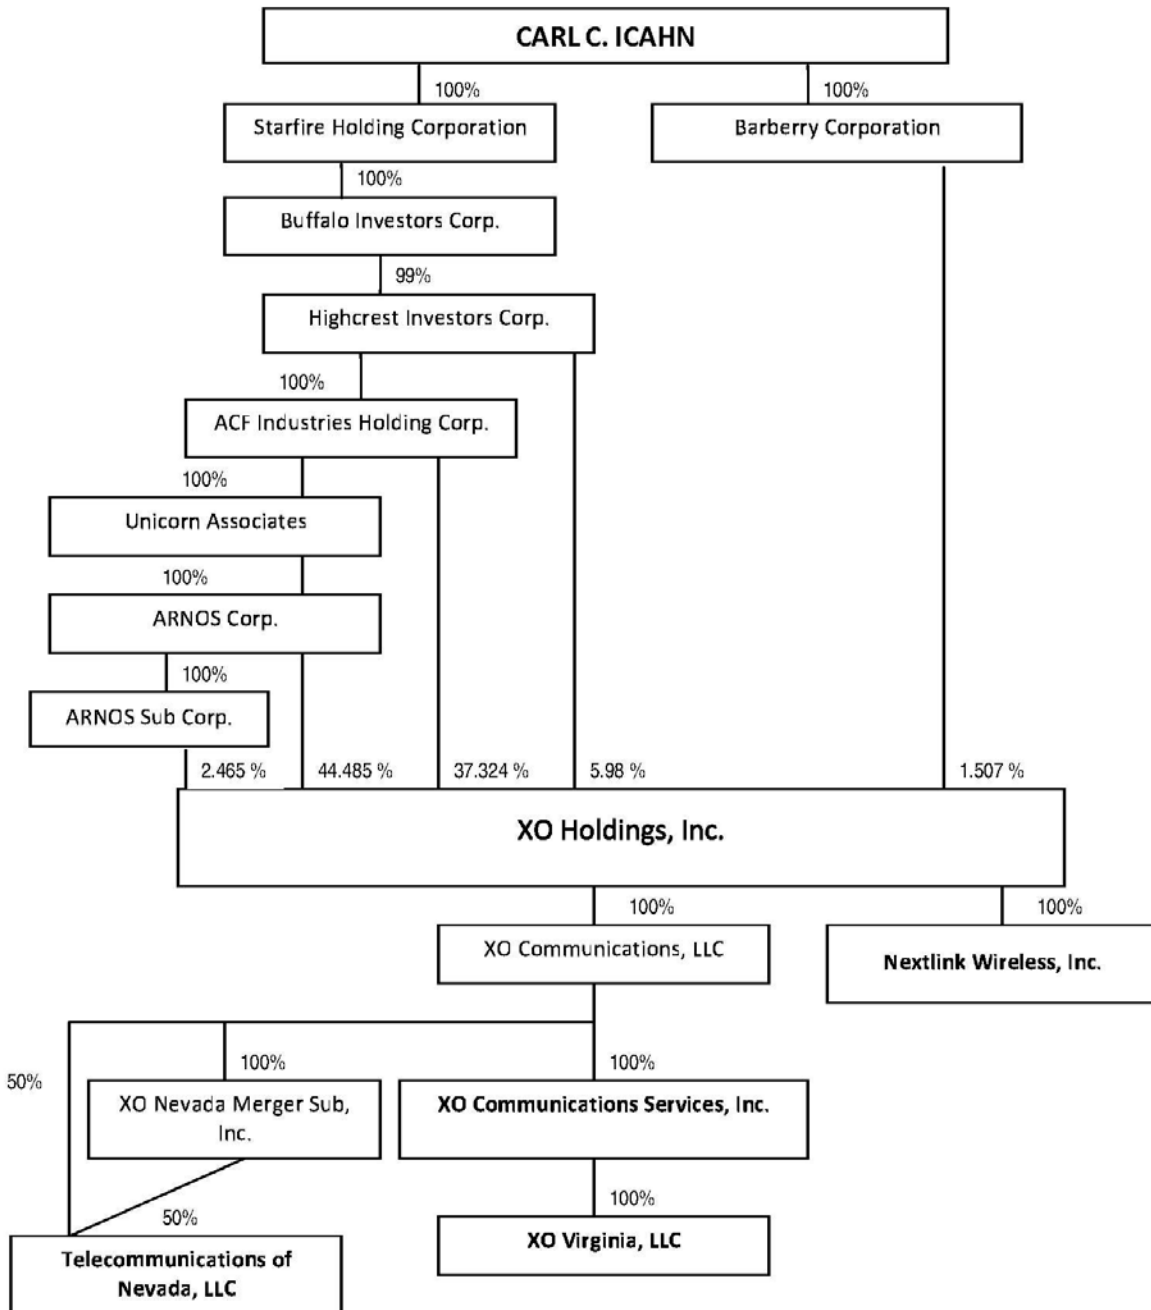 CARL C. ICAHN
100%
100%
Starfire Holding Corporation
Barberry Corporation
100%
Buffalo Investors Corp.
99%
Highcrest Investors Corp.
100%
ACF Industries Holding Corp.
100%
Unicorn Associates
100%
ARNOS Corp.
100%
ARNOS Sub Corp.
2.465 %
44.485 %
37.324 %
5.98 %
1.507 %
XO Holdings, Inc.
100%
100%
XO Communications, LLC
Nextlink Wireless, Inc.
50%
100%
100%
XO Nevada Merger Sub,
Inc.
XO Communications Services, Inc.
50%
100%
Telecommunications of
Nevada, LLC
XO Virginia, LLC